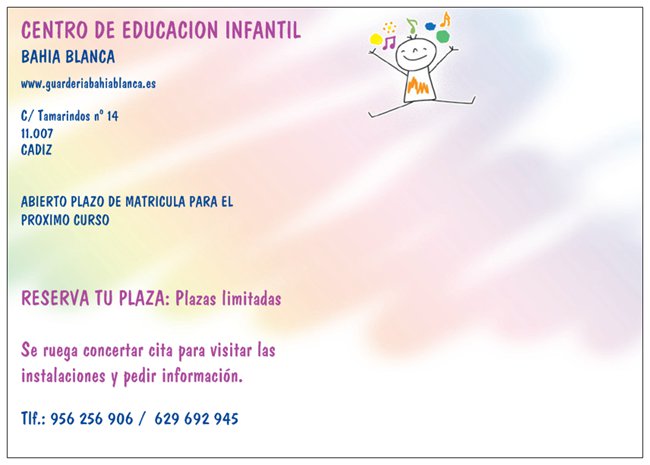 CENTRO DE EDUCACION INFANTIL
BAHIA BLANCA
www.guarderiabahiablanca.es
C/ Tamarindos nº 14
11.007
CADIZ
ABIERTO PLAZO DE MATRICULA PARA EL
PROXIMO CURSO
RESERVA TU PLAZA: Plazas limitadas
Se ruega concertar cita para visitar las
instalaciones y pedir información.
Tlf.: 956 256 906 / 629 692 945